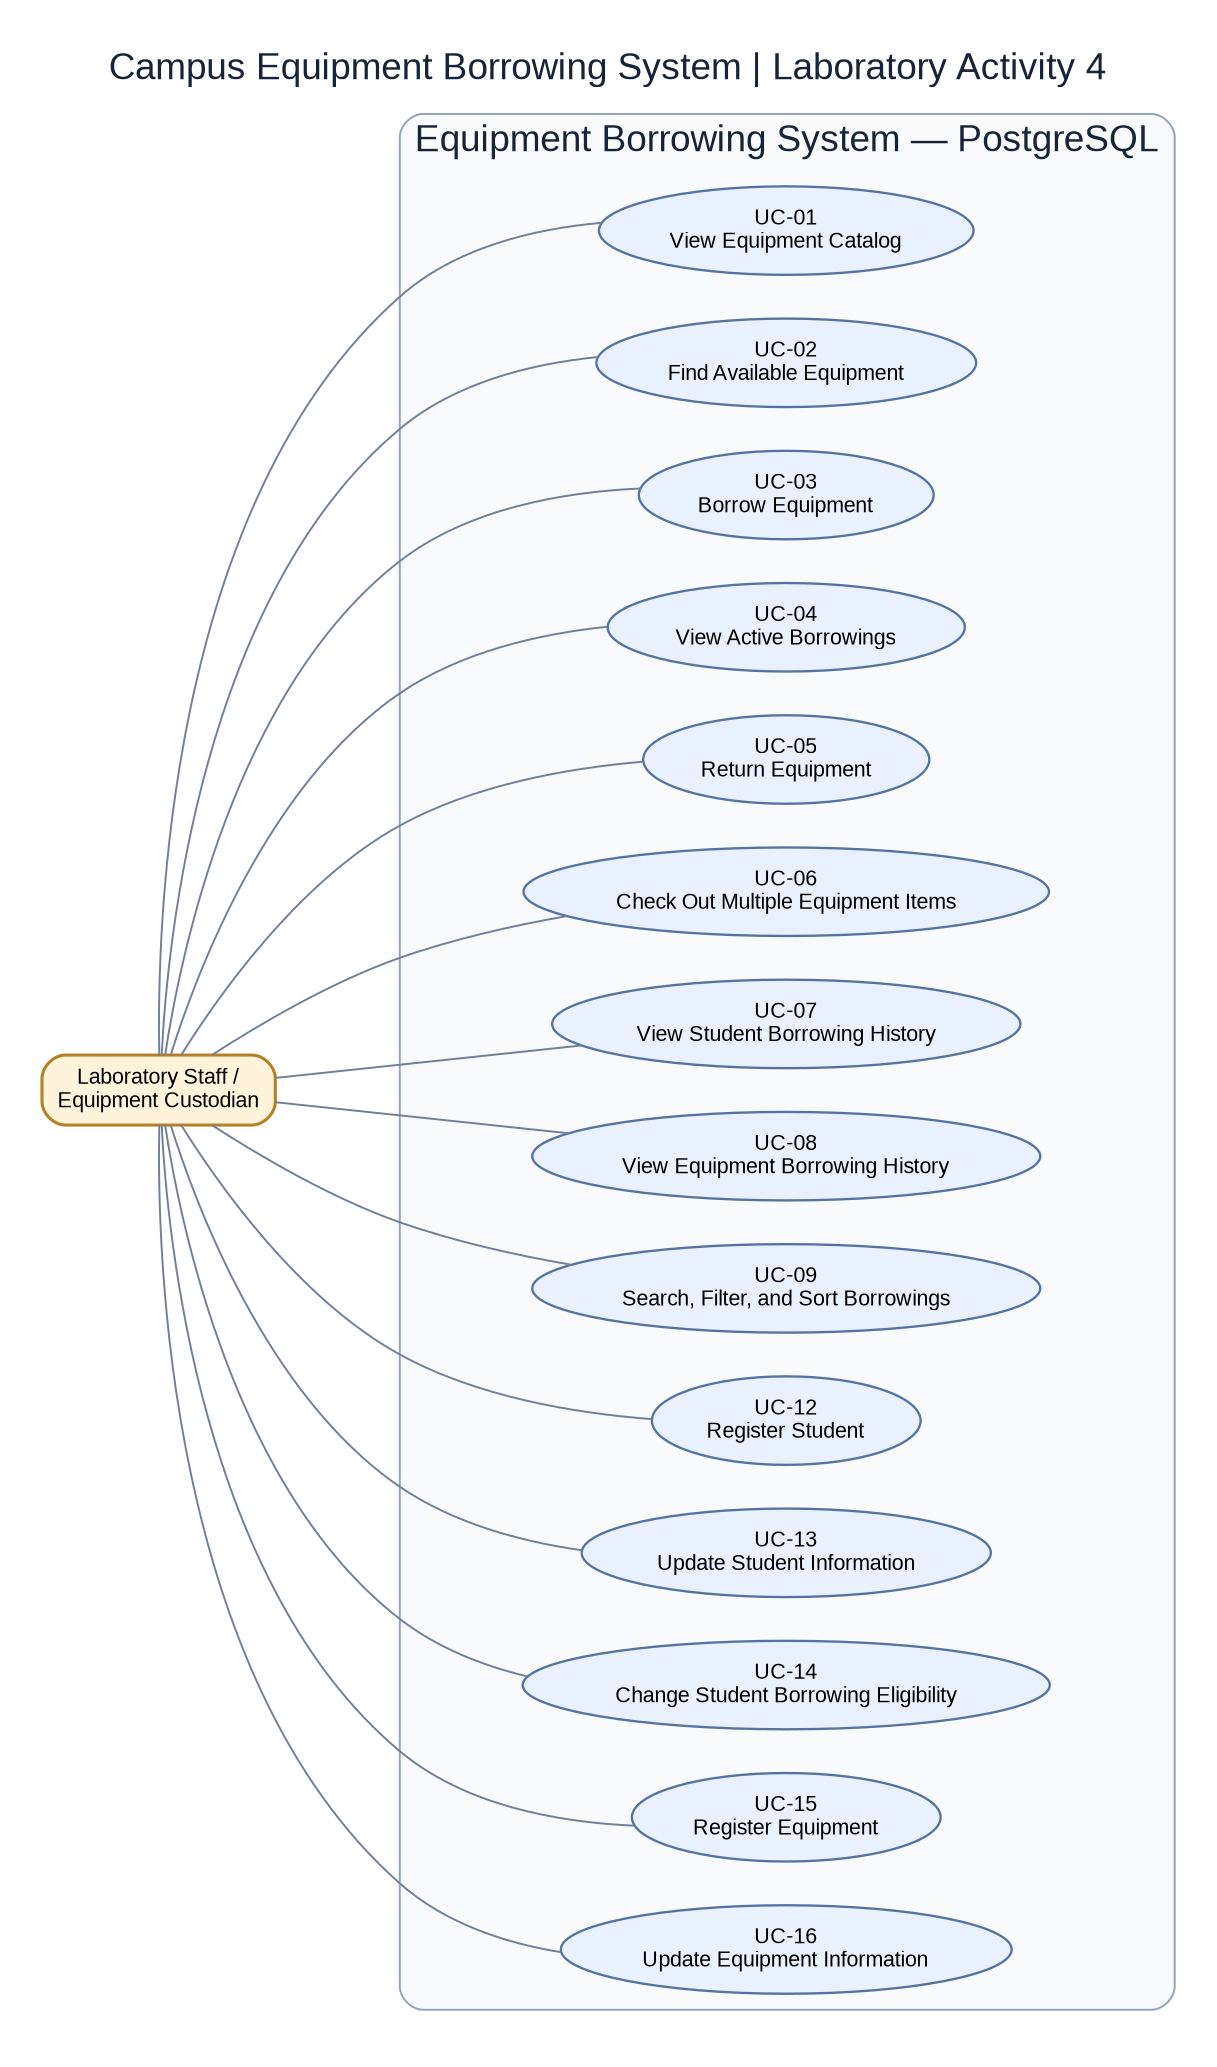 Campus Equipment Borrowing System | Laboratory Activity 4
Equipment Borrowing System — PostgreSQL
UC-01
View Equipment Catalog
UC-02
Find Available Equipment
UC-03
Borrow Equipment
UC-04
View Active Borrowings
UC-05
Return Equipment
UC-06
Check Out Multiple Equipment Items
UC-07
View Student Borrowing History
Laboratory Staff /
Equipment Custodian
UC-08
View Equipment Borrowing History
UC-09
Search, Filter, and Sort Borrowings
UC-12
Register Student
UC-13
Update Student Information
UC-14
Change Student Borrowing Eligibility
UC-15
Register Equipment
UC-16
Update Equipment Information